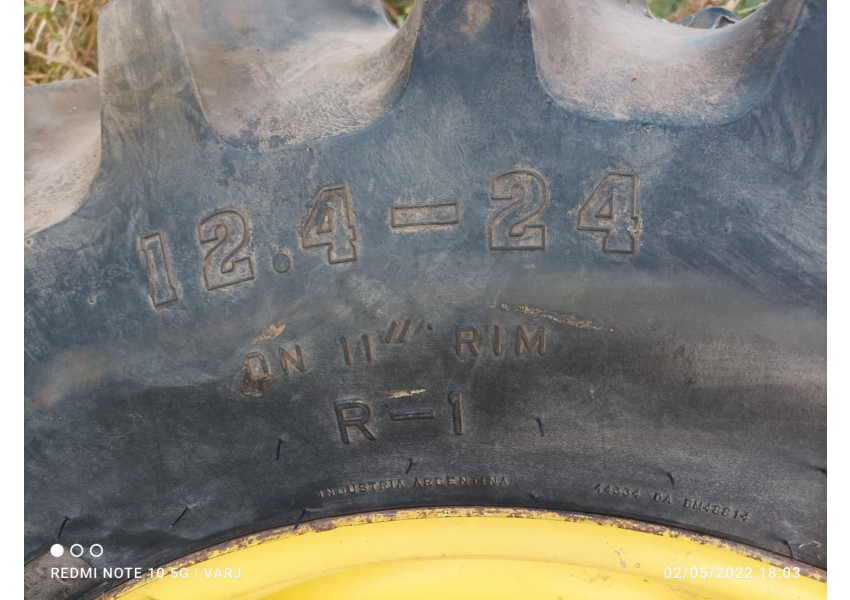 12.4-24
ON 11" RIM
R-1
INDUSTRIA ARGENTINA
REDMI NOTE 10 5G | VARJ
02/05/2022 18:03